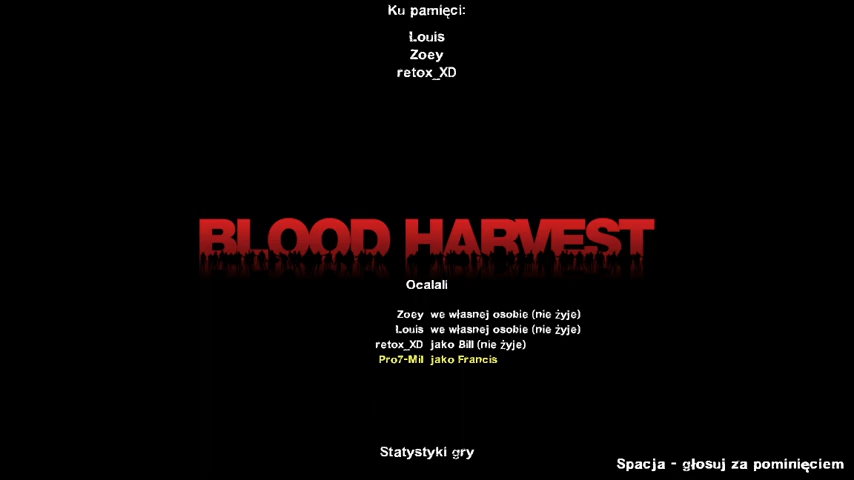 Ku pamięci:
Louis
Zoey
retox_XD
BLOOD HARVEST
Ocalali
Zoey we własnej osobie (nie żyje)
Louis we własnej osobie (nie żyje)
retox_XD jako Bill (nie żyje)
Pro7-Mil jako Francis
Statystyki gry
Spacja - głosuj za pominięciem